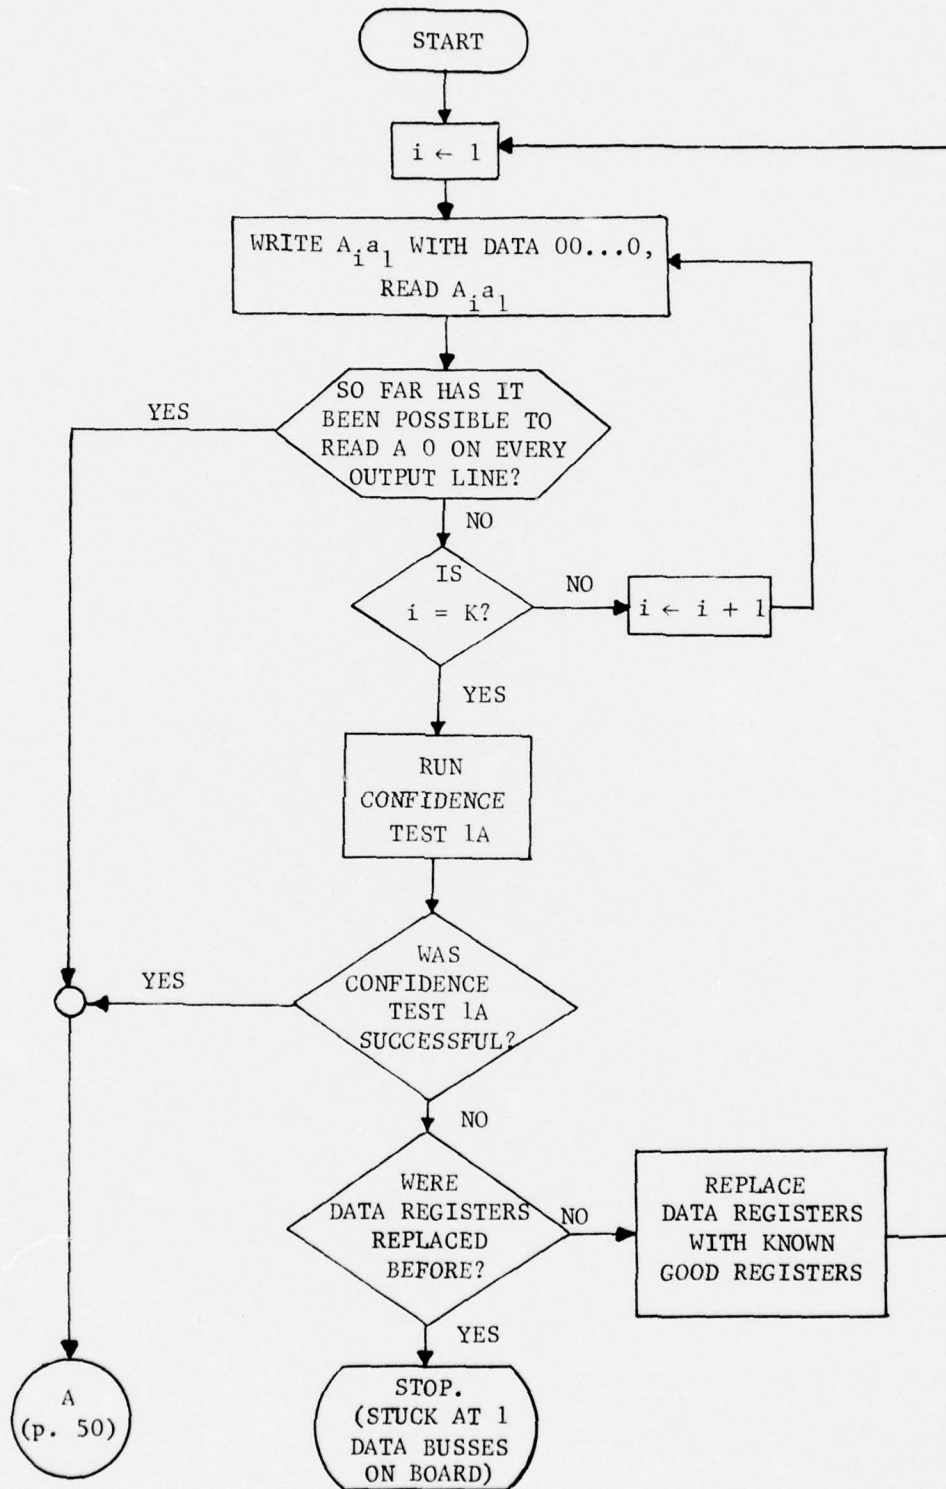 START
i ← 1
WRITE A_i a_1 WITH DATA 00...0,
READ A_i a_1
SO FAR HAS IT
BEEN POSSIBLE TO
READ A 0 ON EVERY
OUTPUT LINE?
YES
NO
IS
i = K?
NO
i ← i + 1
YES
RUN
CONFIDENCE
TEST 1A
WAS
CONFIDENCE
TEST 1A
SUCCESSFUL?
YES
NO
WERE
DATA REGISTERS
REPLACED
BEFORE?
NO
REPLACE
DATA REGISTERS
WITH KNOWN
GOOD REGISTERS
YES
STOP.
(STUCK AT 1
DATA BUSSES
ON BOARD)
A
(p. 50)